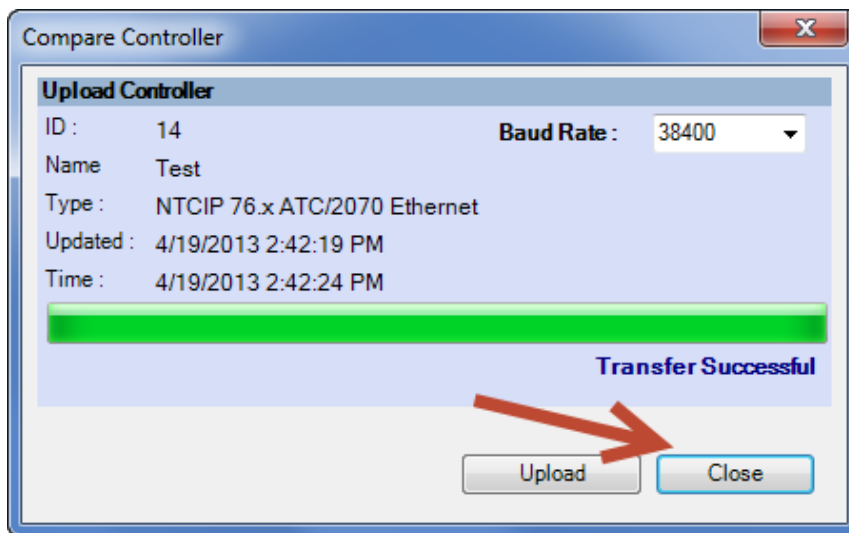 Compare Controller
Upload Controller
ID : 14 Baud Rate : 38400
Name Test
Type : NTCIP 76.x ATC/2070 Ethernet
Updated : 4/19/2013 2:42:19 PM
Time : 4/19/2013 2:42:24 PM
Transfer Successful
Upload Close